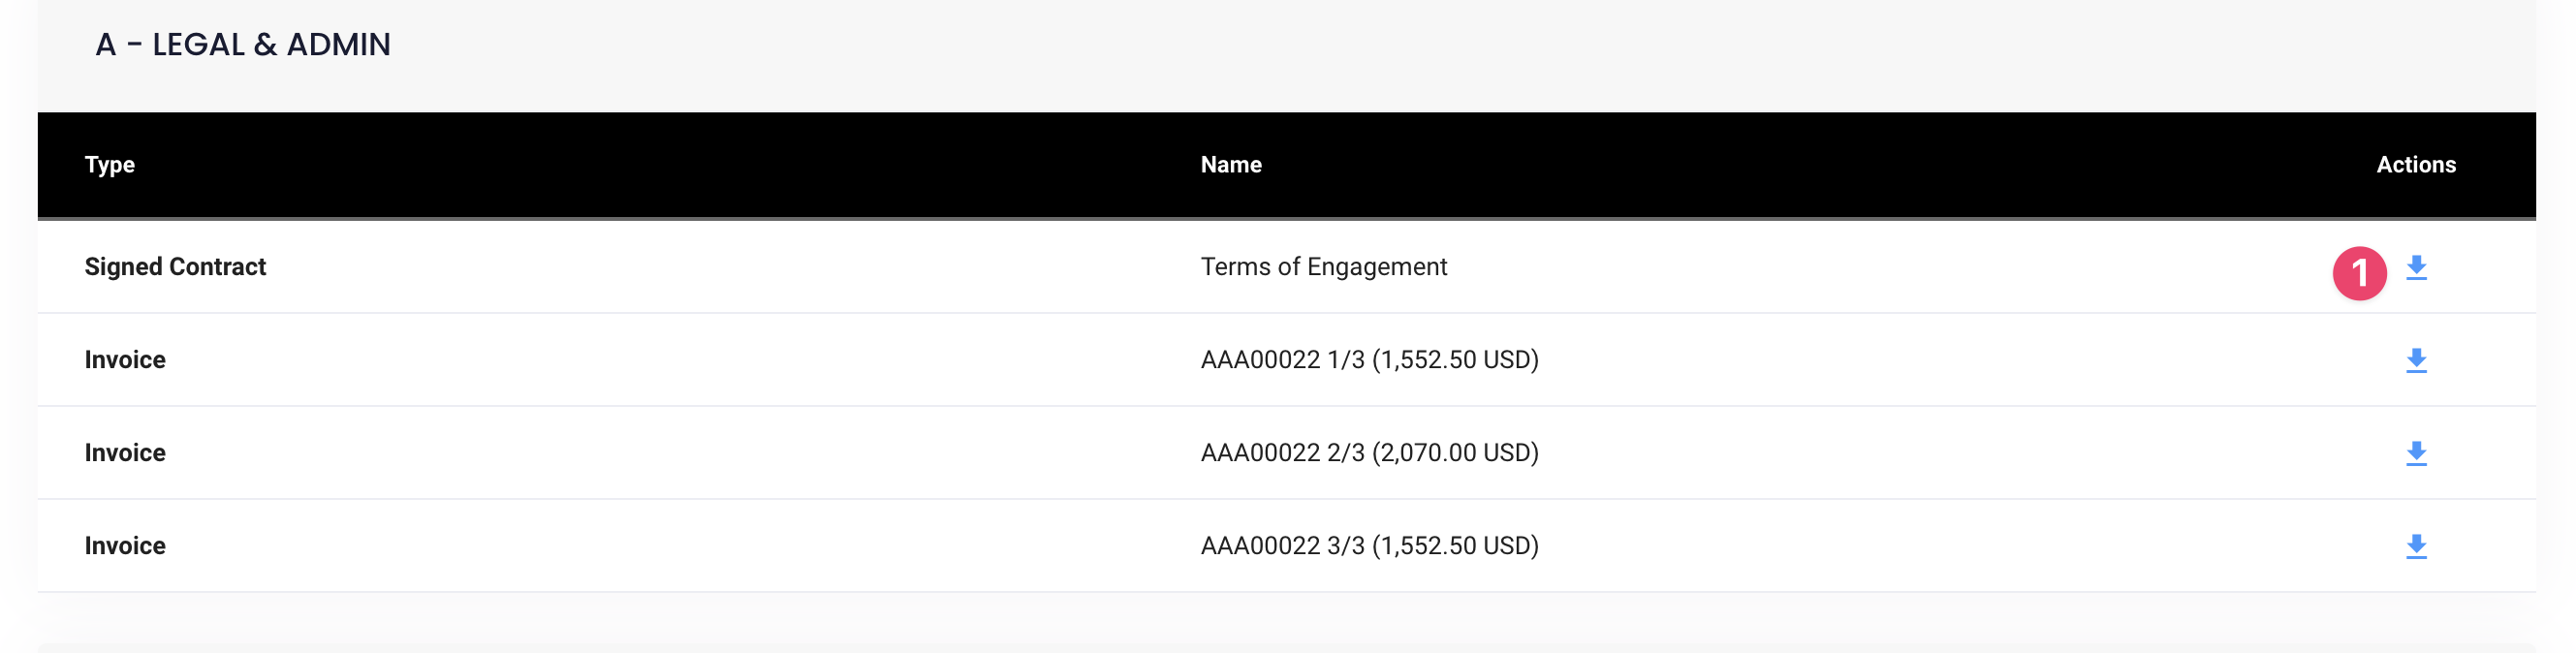 A - LEGAL & ADMIN
Type Name Actions
Signed Contract Terms of Engagement 1
Invoice AAA00022 1/3 (1,552.50 USD)
Invoice AAA00022 2/3 (2,070.00 USD)
Invoice AAA00022 3/3 (1,552.50 USD)